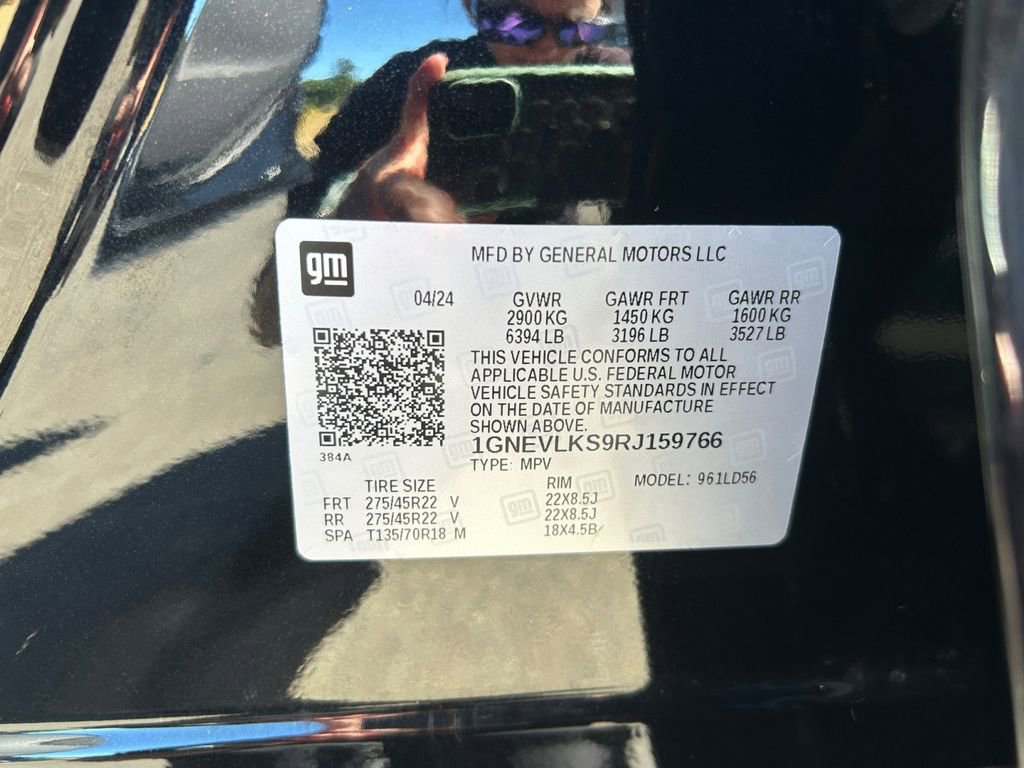 gm
MFD BY GENERAL MOTORS LLC
04/24 GVWR GAWR FRT GAWR RR
2900 KG 1450 KG 1600 KG
6394 LB 3196 LB 3527 LB
THIS VEHICLE CONFORMS TO ALL
APPLICABLE U.S. FEDERAL MOTOR
VEHICLE SAFETY STANDARDS IN EFFECT
ON THE DATE OF MANUFACTURE
SHOWN ABOVE.
1GNEVLKS9RJ159766
384A
TYPE: MPV
TIRE SIZE RIM MODEL: 961LD56
FRT 275/45R22 V 22X8.5J
RR 275/45R22 V 22X8.5J
SPA T135/70R18 M 18X4.5B